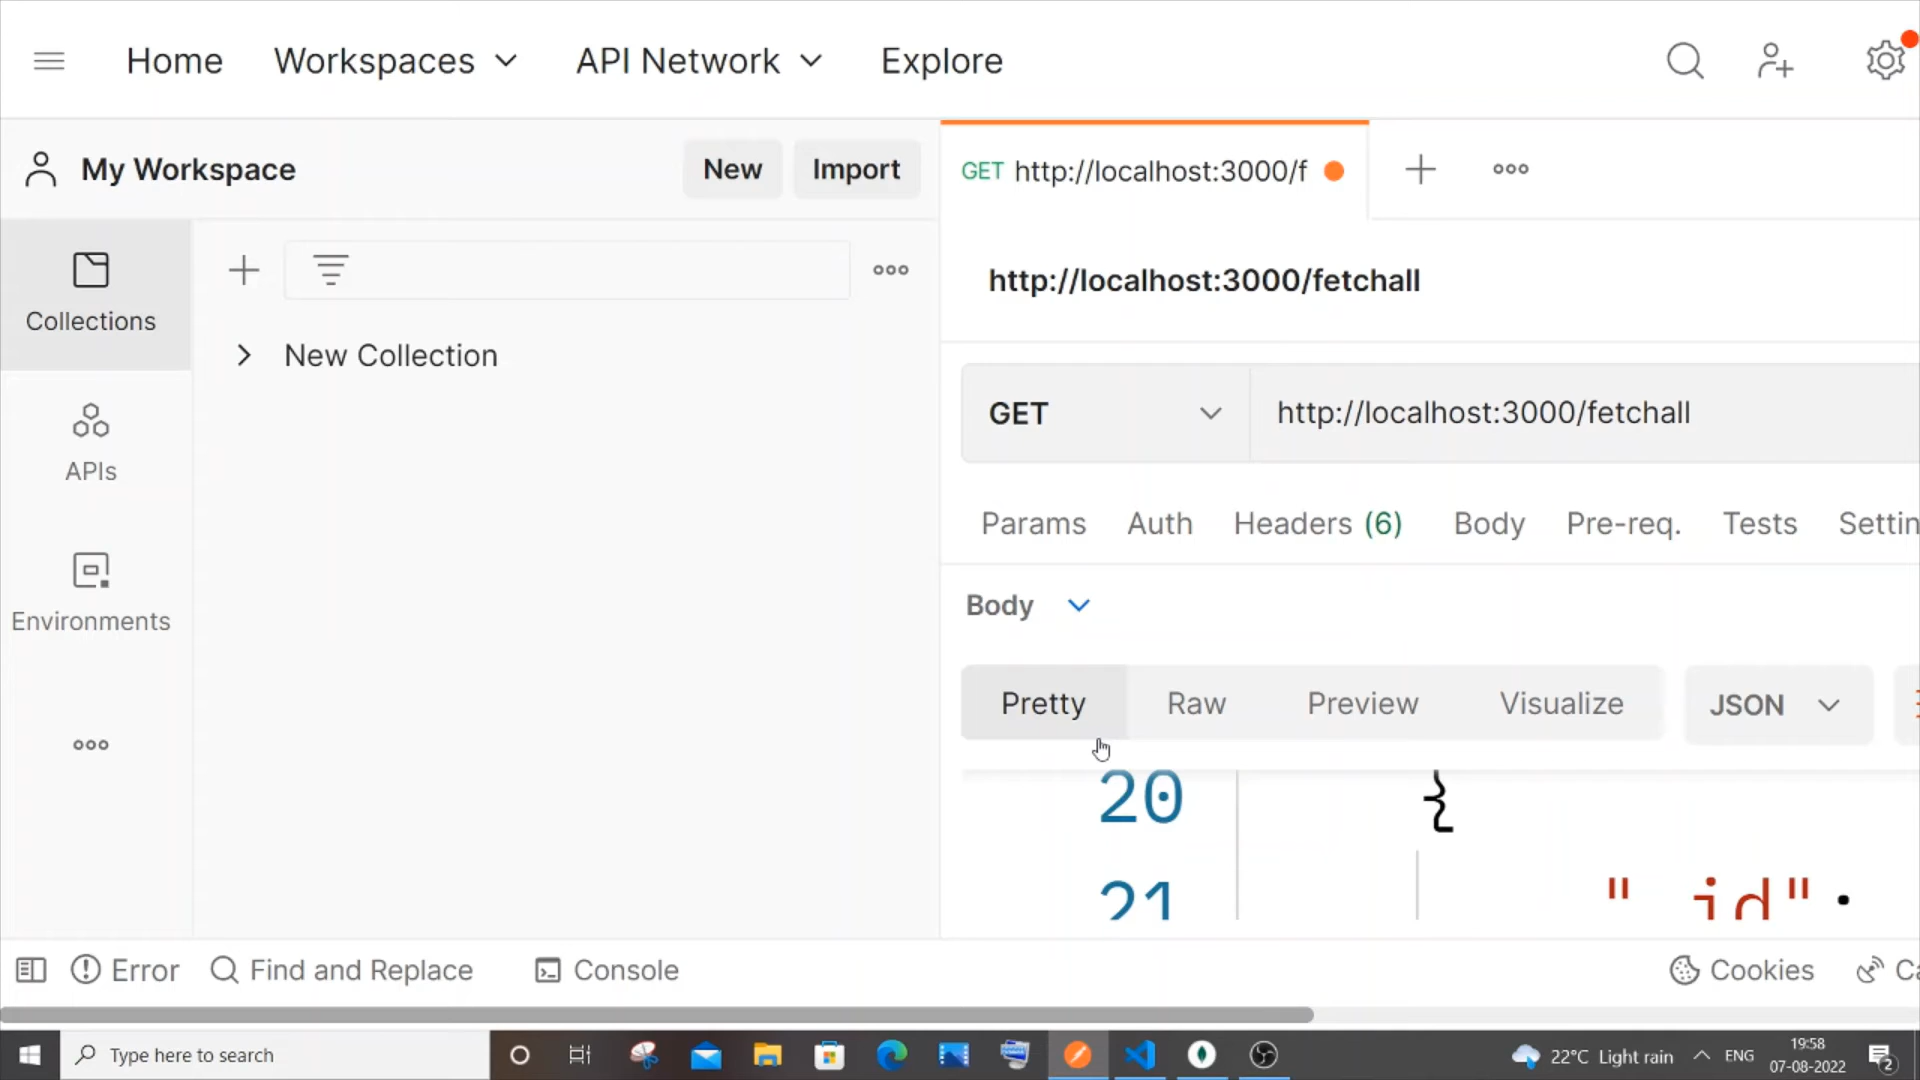 Home Workspaces API Network Explore
My Workspace New Import
GET http://localhost:3000/f
http://localhost:3000/fetchall
Collections
New Collection
GET http://localhost:3000/fetchall
APIs
Params Auth Headers (6) Body Pre-req. Tests Settin
Environments
Body
Pretty Raw Preview Visualize JSON
20 {
21 "_id":
Error Find and Replace Console Cookies Ca
Type here to search 22°C Light rain ENG 19:58
07-08-2022 2